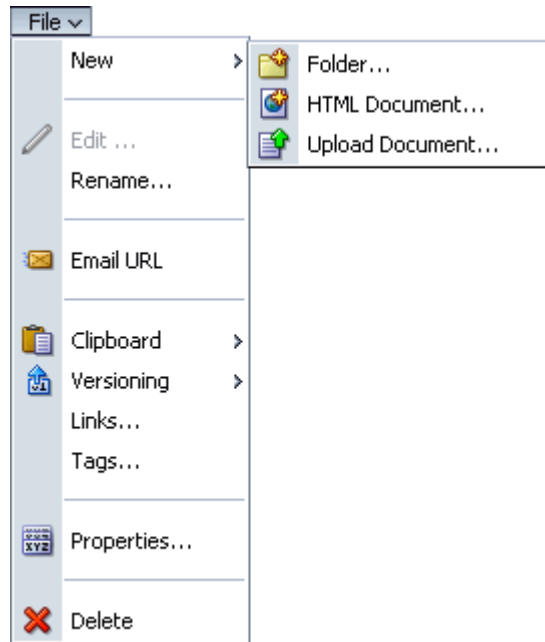 File
New
Folder...
HTML Document...
Upload Document...
Edit ...
Rename...
Email URL
Clipboard
Versioning
Links...
Tags...
Properties...
Delete